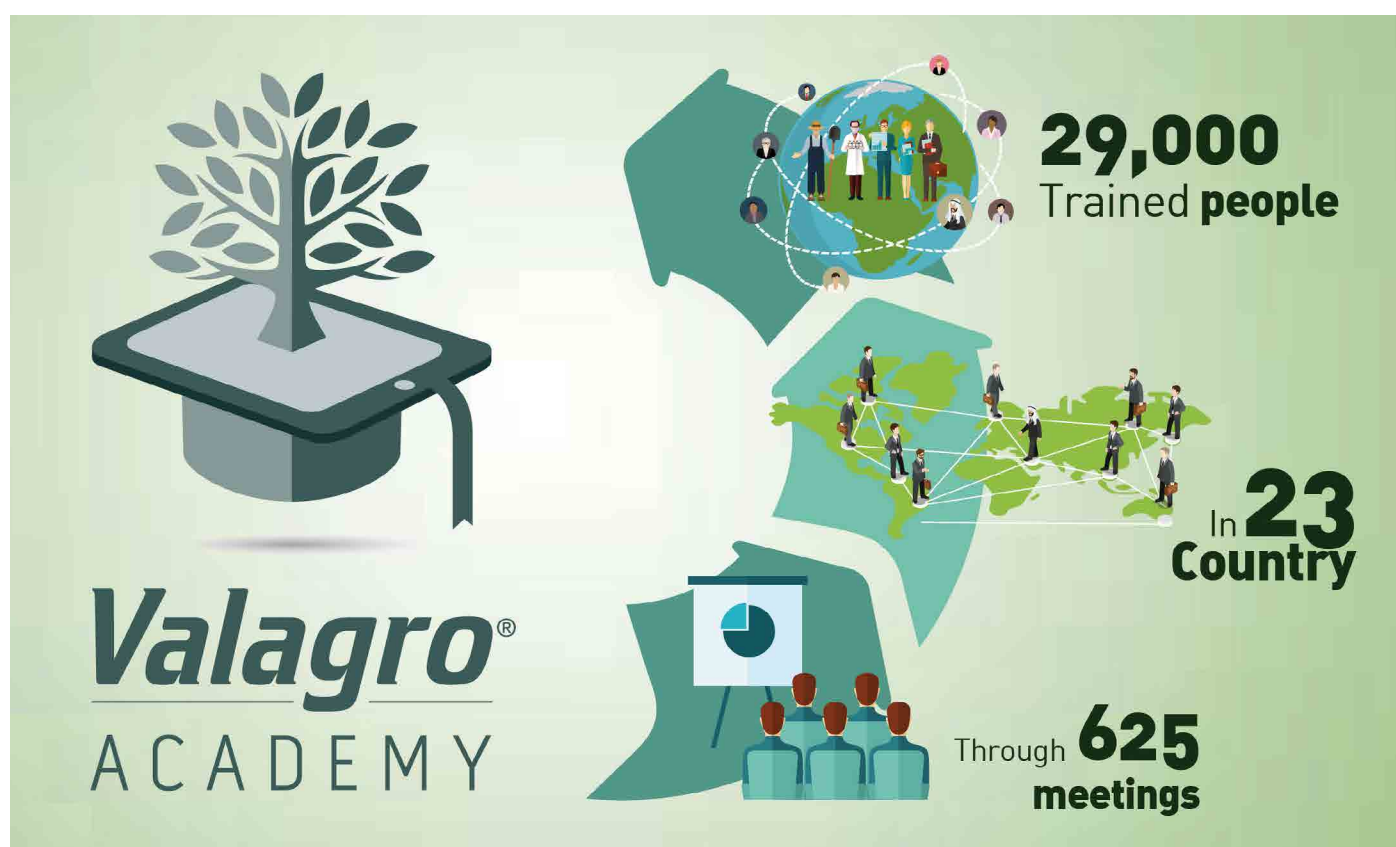 29,000
Trained people
In 23
Country
Through 625
meetings
Valagro®
ACADEMY